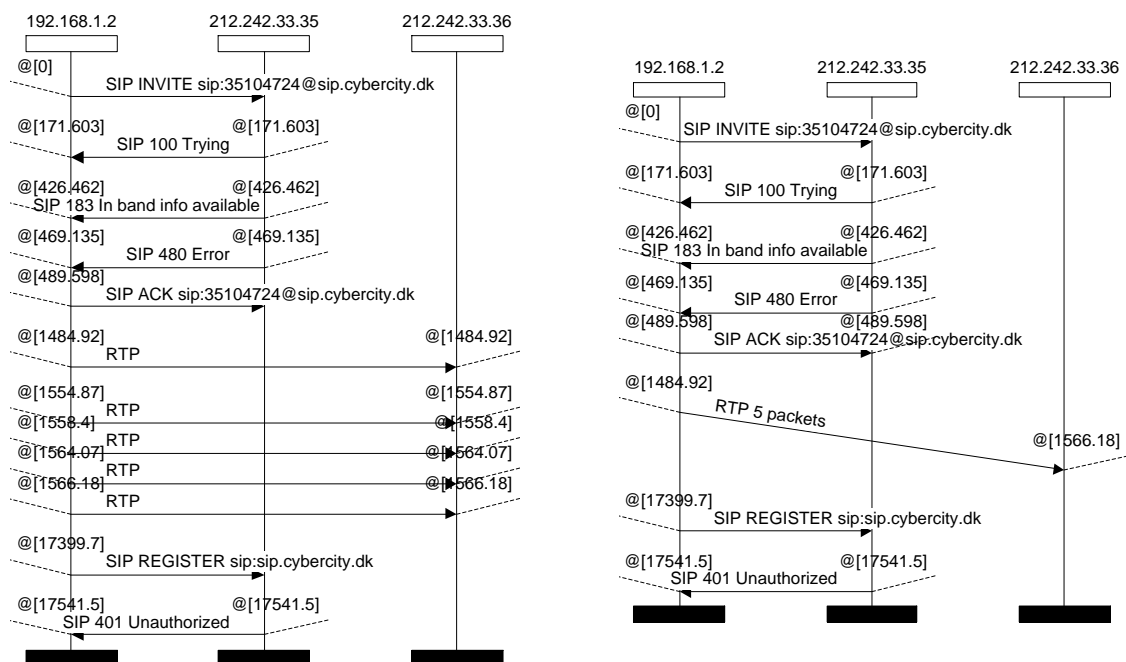 192.168.1.2 212.242.33.35 212.242.33.36
@[0]
SIP INVITE sip:35104724@sip.cybercity.dk
@[171.603] @[171.603]
SIP 100 Trying
@[426.462] @[426.462]
SIP 183 In band info available
@[469.135] @[469.135]
SIP 480 Error
@[489.598]
SIP ACK sip:35104724@sip.cybercity.dk
@[1484.92] @[1484.92]
RTP
@[1554.87] @[1554.87]
RTP
@[1558.4] @[1558.4]
RTP
@[1564.07] @[1564.07]
RTP
@[1566.18] @[1566.18]
RTP
@[17399.7]
SIP REGISTER sip:sip.cybercity.dk
@[17541.5] @[17541.5]
SIP 401 Unauthorized
192.168.1.2 212.242.33.35 212.242.33.36
@[0]
SIP INVITE sip:35104724@sip.cybercity.dk
@[171.603] @[171.603]
SIP 100 Trying
@[426.462] @[426.462]
SIP 183 In band info available
@[469.135] @[469.135]
SIP 480 Error
@[489.598] @[489.598]
SIP ACK sip:35104724@sip.cybercity.dk
@[1484.92]
RTP 5 packets
@[1566.18]
@[17399.7]
SIP REGISTER sip:sip.cybercity.dk
@[17541.5] @[17541.5]
SIP 401 Unauthorized